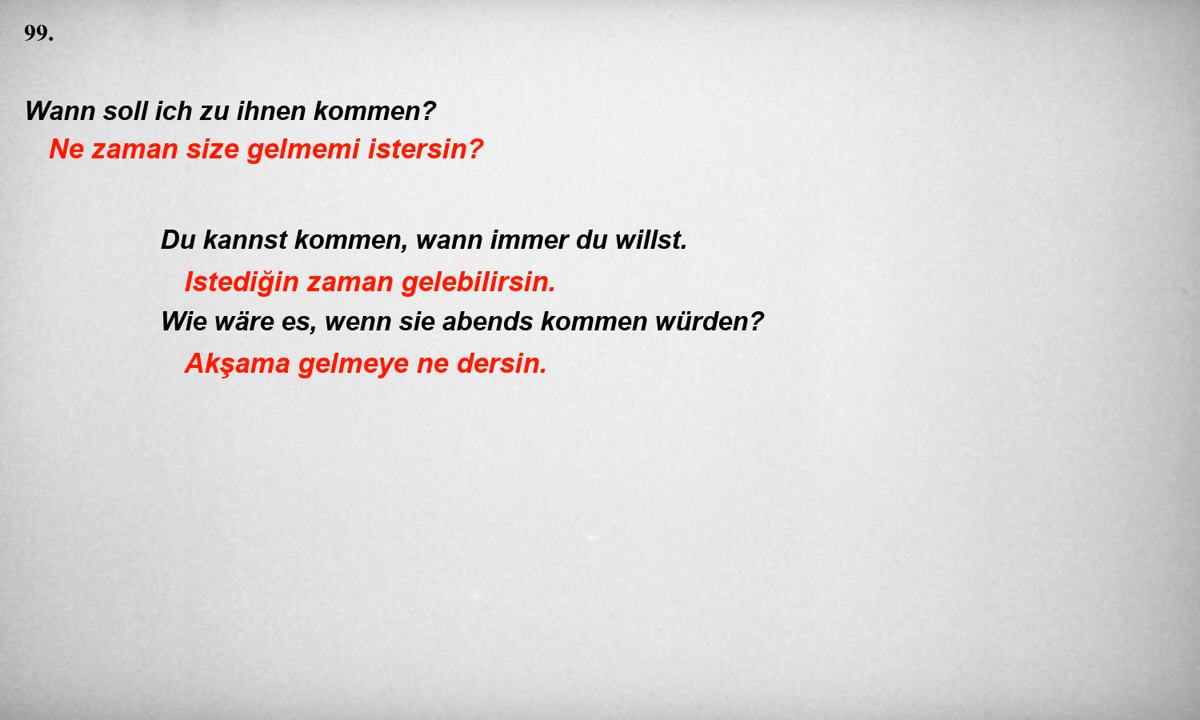 99.
Wann soll ich zu ihnen kommen?
Ne zaman size gelmemi istersin?
Du kannst kommen, wann immer du willst.
Istediğin zaman gelebilirsin.
Wie wäre es, wenn sie abends kommen würden?
Akşama gelmeye ne dersin.